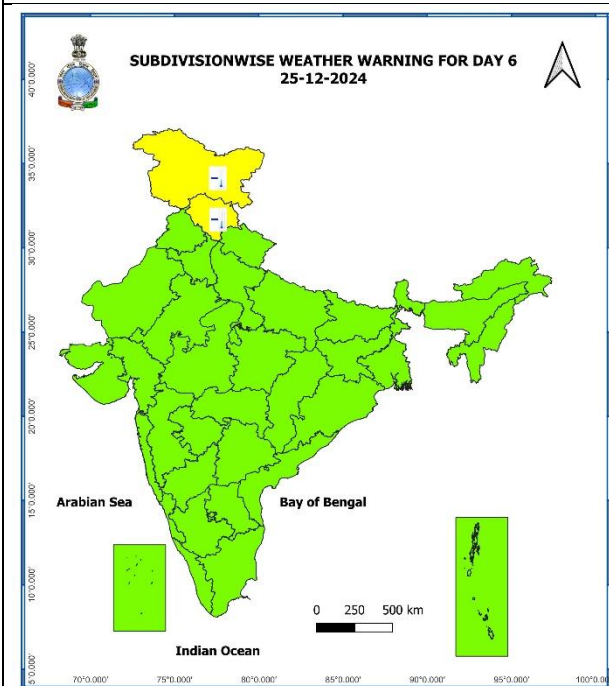 SUBDIVISIONWISE WEATHER WARNING FOR DAY 6
25-12-2024
40°0.000'
35°0.000'
30°0.000'
25°0.000'
20°0.000'
15°0.000'
10°0.000'
5°0.000'
Arabian Sea
Bay of Bengal
0 250 500 km
Indian Ocean
70°0.000' 75°0.000' 80°0.000' 85°0.000' 90°0.000' 95°0.000' 100°0.000'